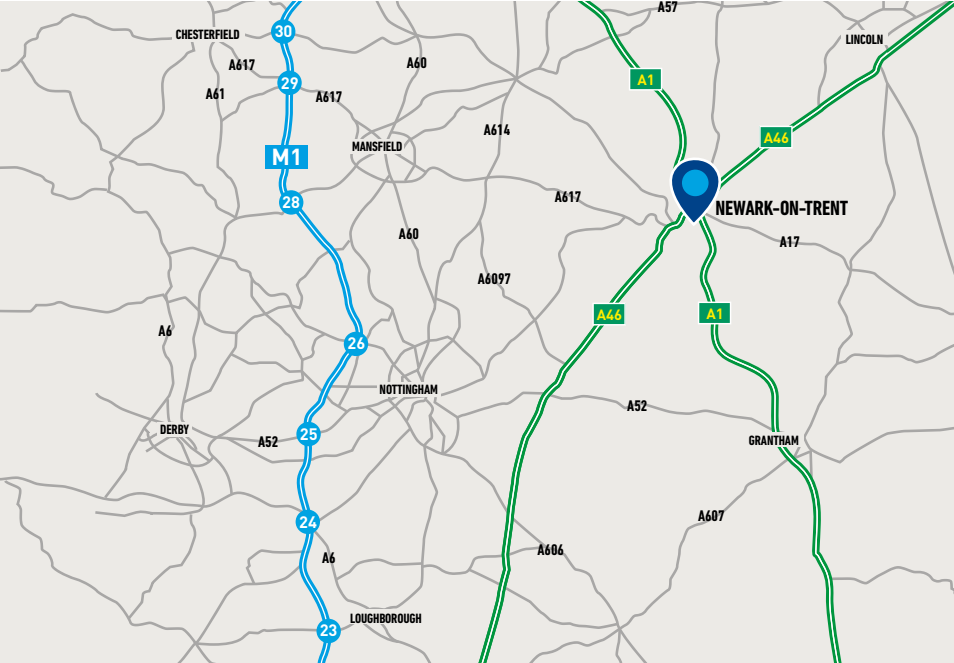 A57
30
CHESTERFIELD
LINCOLN
A617
A60
A1
29
A61
A617
A614
A46
MANSFIELD
M1
28
A617
NEWARK-ON-TRENT
A60
A17
A6097
A46
A1
A6
26
NOTTINGHAM
A52
DERBY
25
A52
GRANTHAM
24
A607
A6
A606
LOUGHBOROUGH
23